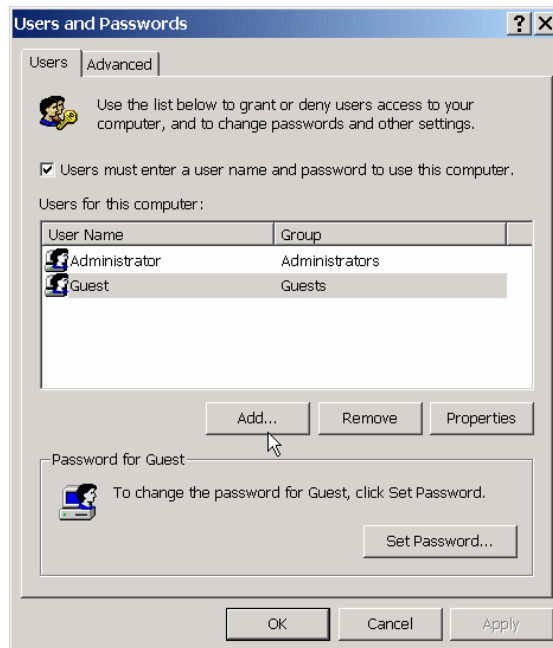 Users and Passwords
Users
Advanced
Use the list below to grant or deny users access to your
computer, and to change passwords and other settings.
Users must enter a user name and password to use this computer.
Users for this computer:
User Name Group
Administrator Administrators
Guest Guests
Add... Remove Properties
Password for Guest
To change the password for Guest, click Set Password.
Set Password...
OK Cancel Apply